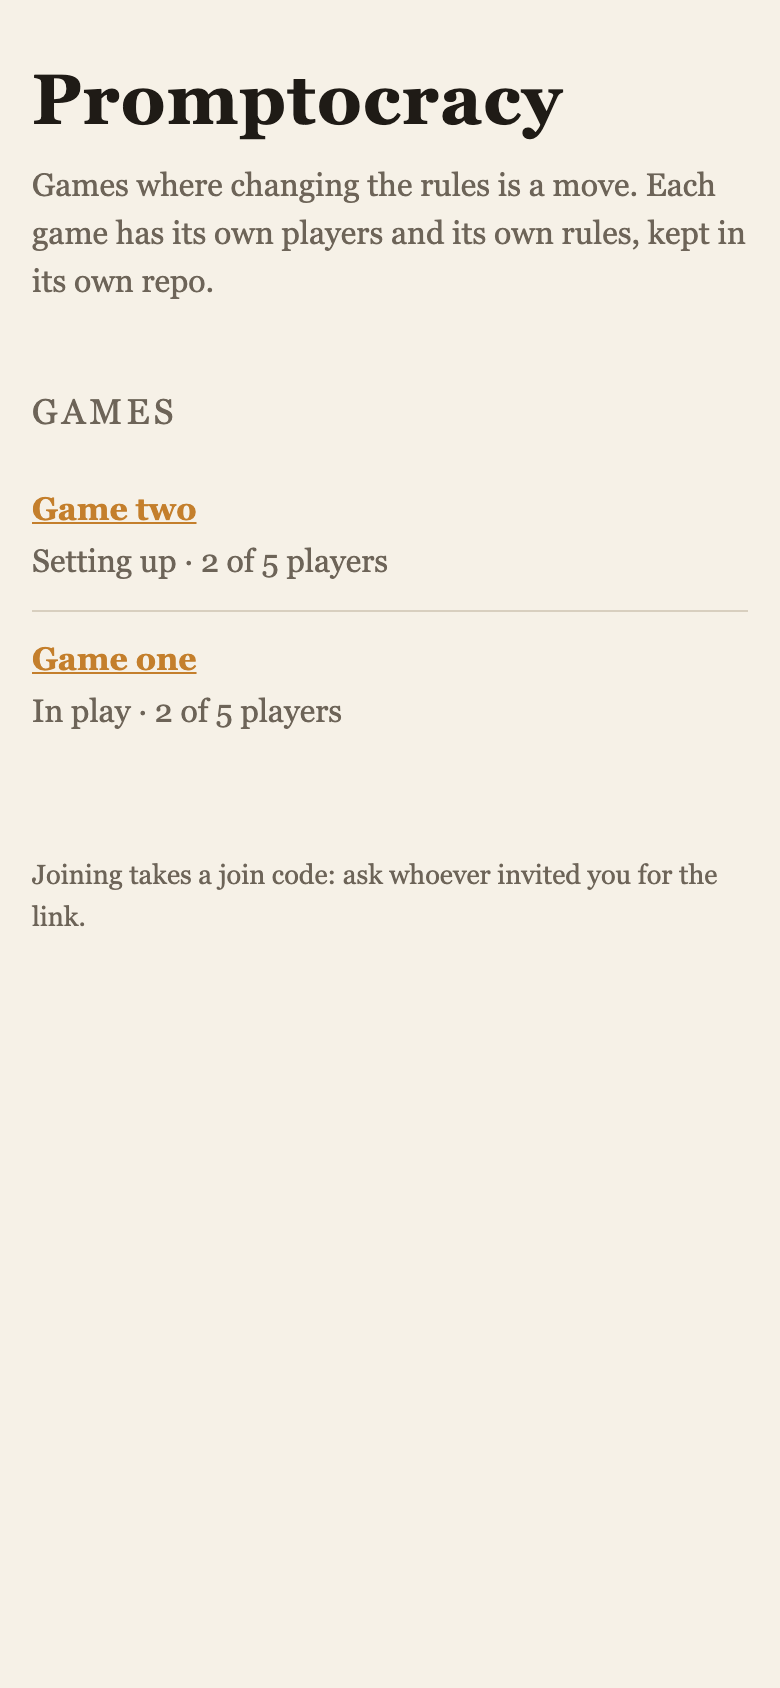 Promptocracy
Games where changing the rules is a move. Each
game has its own players and its own rules, kept in
its own repo.
GAMES
Game two
Setting up · 2 of 5 players
Game one
In play · 2 of 5 players
Joining takes a join code: ask whoever invited you for the
link.